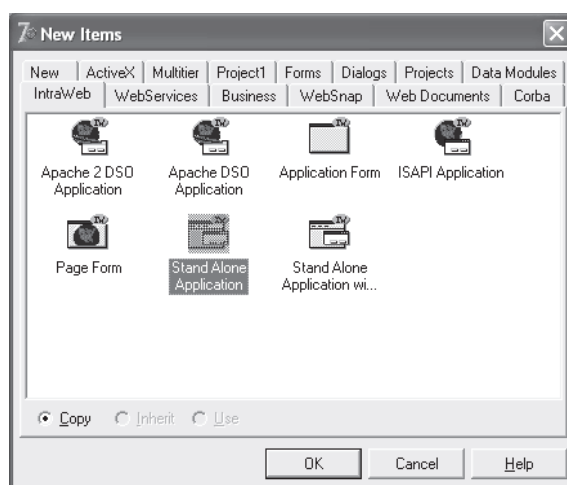 7 New Items
New ActiveX Multitier Project1 Forms Dialogs Projects Data Modules
IntraWeb WebServices Business WebSnap Web Documents Corba
Apache 2 DSO
Application
Apache DSO
Application
Application Form
ISAPI Application
Page Form
Stand Alone
Application
Stand Alone
Application wi...
Copy Inherit Use
OK Cancel Help